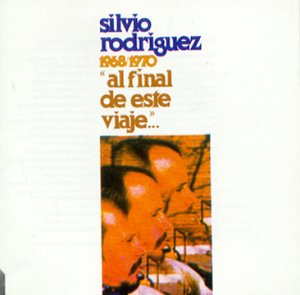 silvio
rodriguez
1968/1970
"al final
de este
viaje...